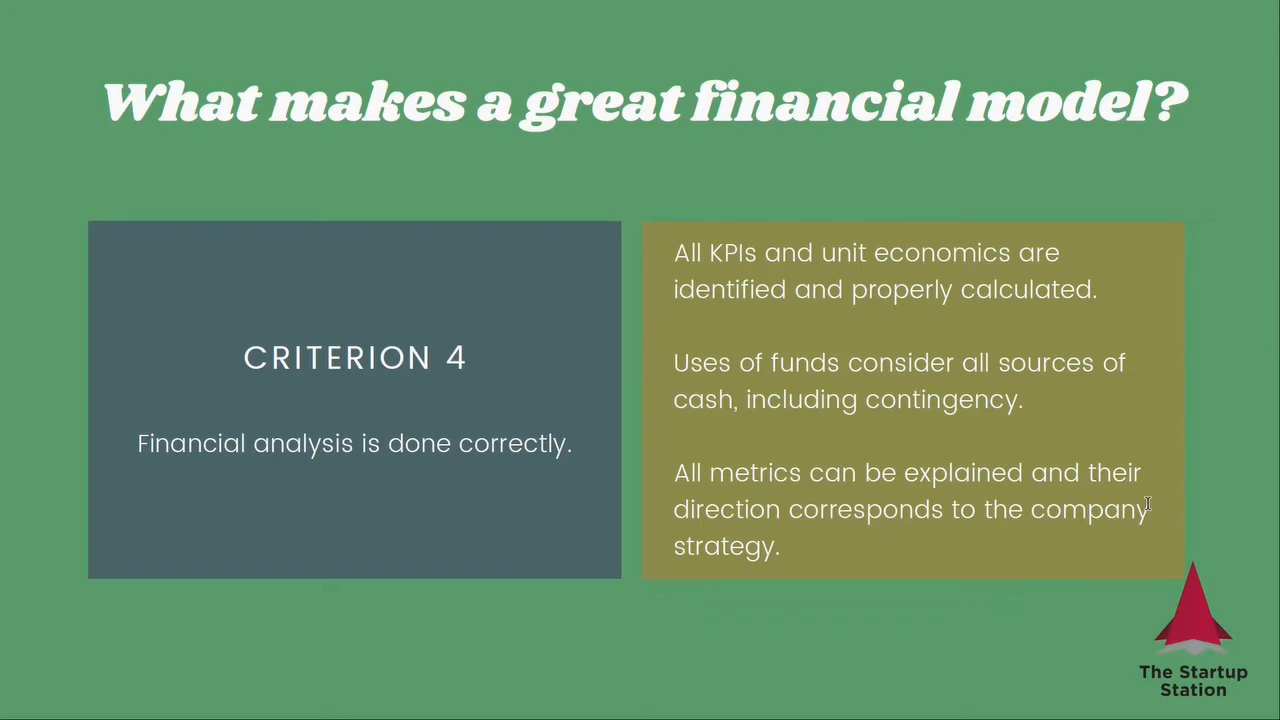 What makes a great financial model?
CRITERION 4
Financial analysis is done correctly.
All KPIs and unit economics are
identified and properly calculated.
Uses of funds consider all sources of
cash, including contingency.
All metrics can be explained and their
direction corresponds to the company
strategy.
The Startup
Station